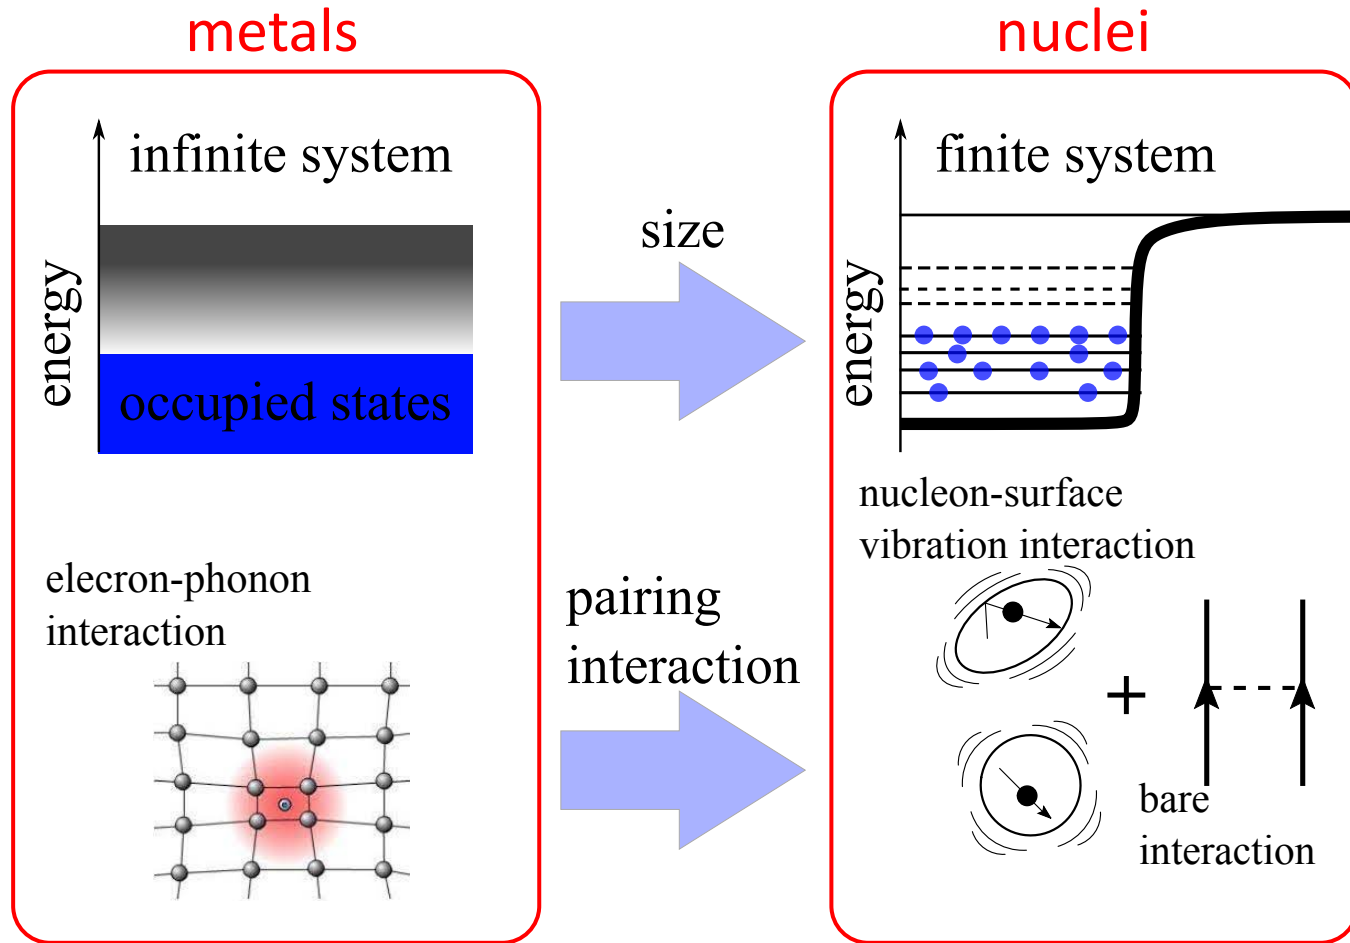 metals
infinite system
energy
occupied states
elecron-phonon
interaction
size
pairing
interaction
nuclei
finite system
energy
nucleon-surface
vibration interaction
+
bare
interaction